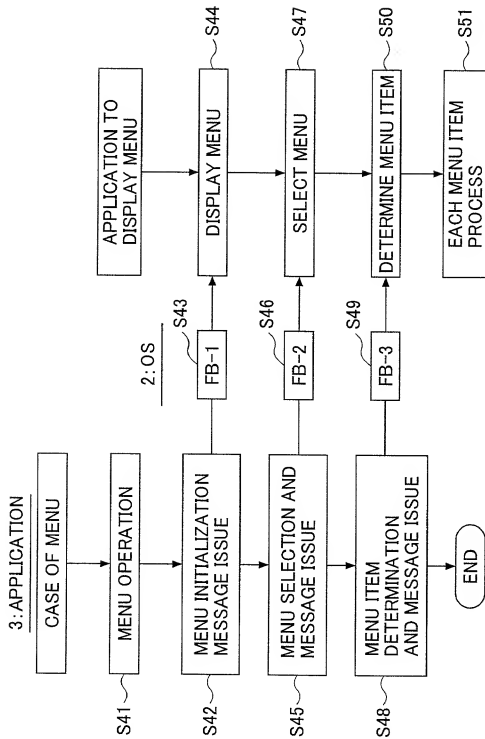 3:APPLICATION
CASE OF MENU
MENU OPERATION
S41
MENU INITIALIZATION
MESSAGE ISSUE
S42
MENU SELECTION AND
MESSAGE ISSUE
S45
MENU ITEM
DETERMINATION
AND MESSAGE ISSUE
S48
END
2:OS
S43
FB-1
S46
FB-2
S49
FB-3
APPLICATION TO
DISPLAY MENU
DISPLAY MENU
S44
SELECT MENU
S47
DETERMINE MENU ITEM
S50
EACH MENU ITEM
PROCESS
S51